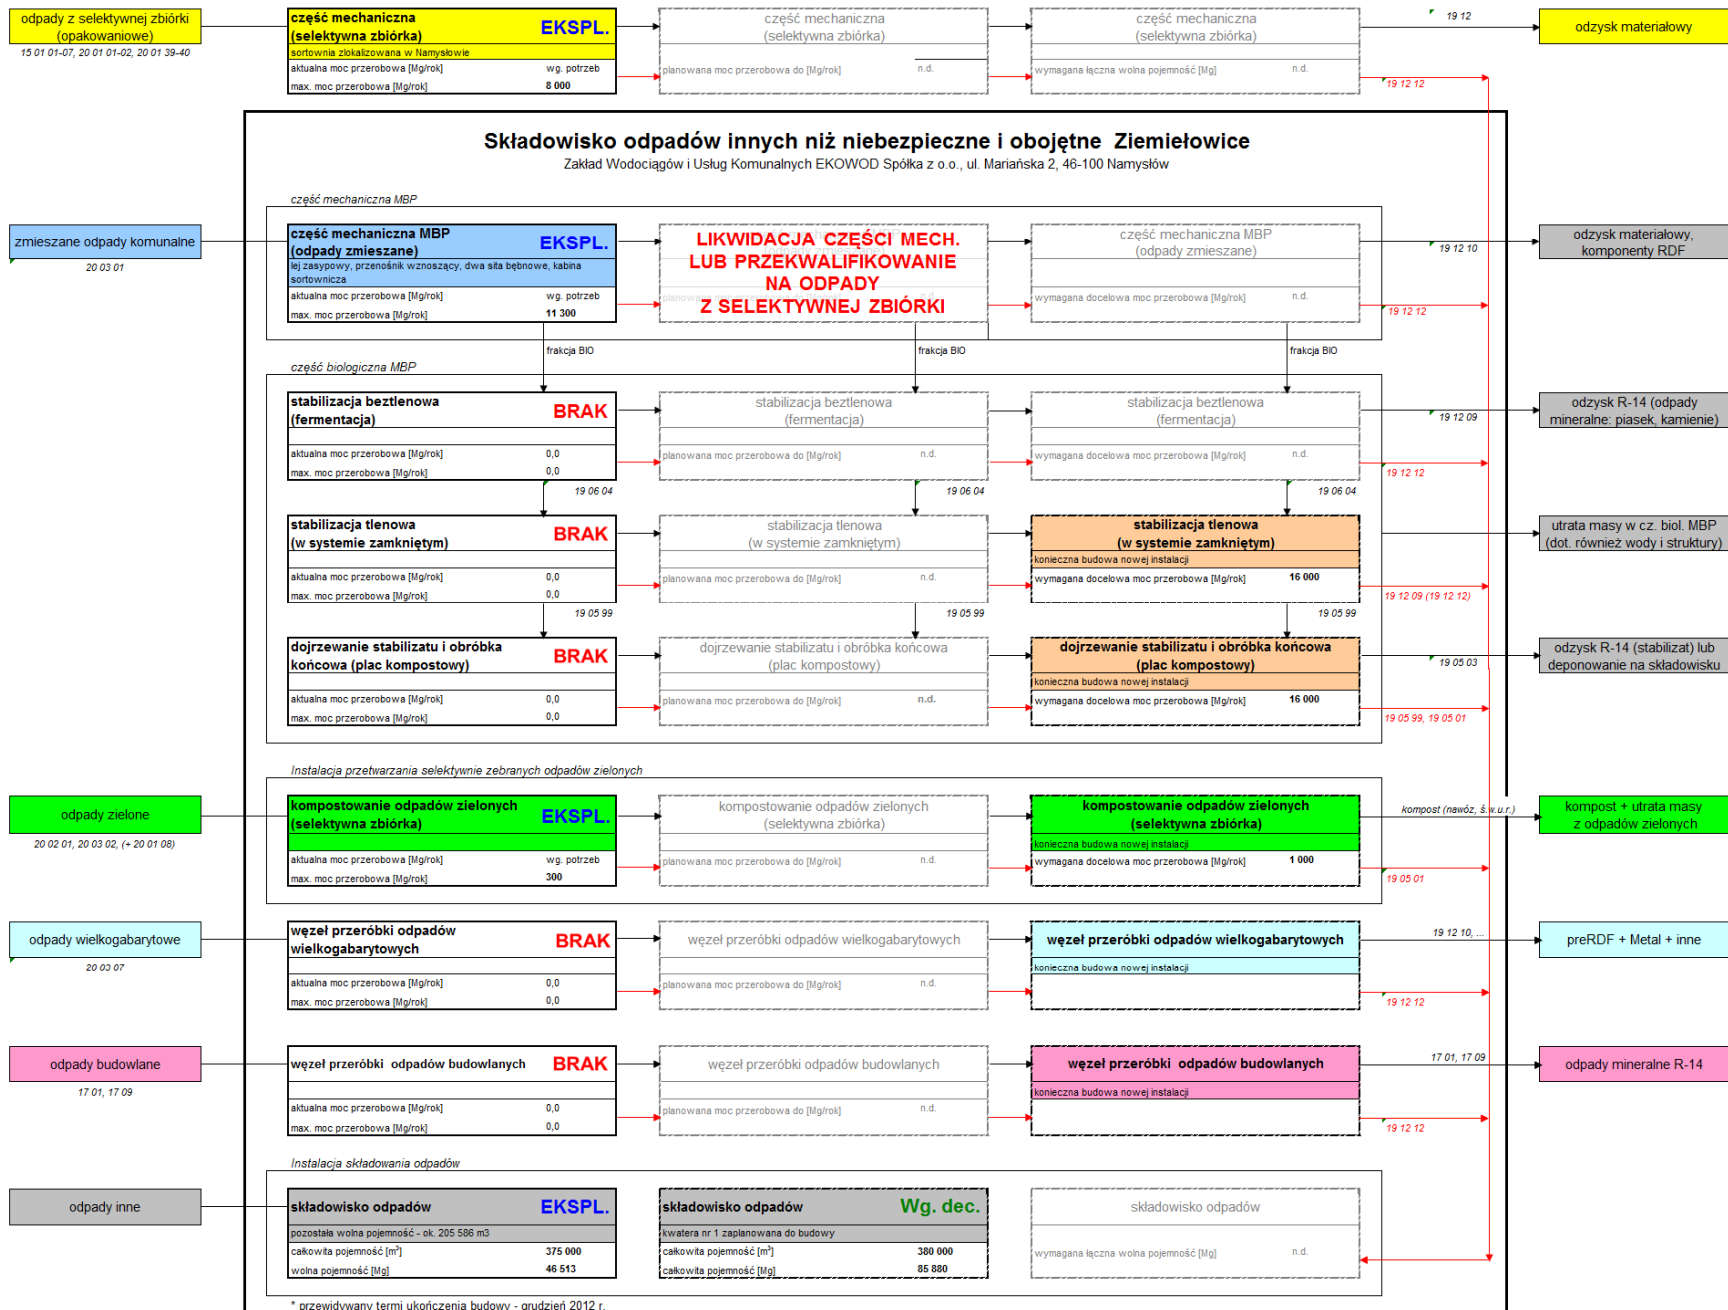 odpady z selektywnej zbiórki
(opakowaniowe)
15 01 01-07, 20 01 01-02, 20 01 39-40
część mechaniczna
(selektywna zbiórka)
EKSPL.
sortownia zlokalizowana w Namysłowie
aktualna moc przerobowa [Mg/rok] wg. potrzeb
max. moc przerobowa [Mg/rok] 8 000
część mechaniczna
(selektywna zbiórka)
planowana moc przerobowa do [Mg/rok] n.d.
część mechaniczna
(selektywna zbiórka)
wymagana łączna wolna pojemność [Mg] n.d.
19 12
19 12 12
odzysk materiałowy
Składowisko odpadów innych niż niebezpieczne i obojętne Ziemiełowice
Zakład Wodociągów i Usług Komunalnych EKOWOD Spółka z o.o., ul. Mariańska 2, 46-100 Namysłów
część mechaniczna MBP
zmieszane odpady komunalne
20 03 01
część mechaniczna MBP
(odpady zmieszane)
EKSPL.
lej zasypowy, przenośnik wznoszący, dwa sita bębnowe, kabina
sortownicza
aktualna moc przerobowa [Mg/rok] wg. potrzeb
max. moc przerobowa [Mg/rok] 11 300
LIKWIDACJA CZĘŚCI MECH.
LUB PRZEKWALIFIKOWANIE
NA ODPADY
Z SELEKTYWNEJ ZBIÓRKI
część mechaniczna MBP
(odpady zmieszane)
wymagana docelowa moc przerobowa [Mg/rok] n.d.
19 12 10
19 12 12
odzysk materiałowy,
komponenty RDF
frakcja BIO
frakcja BIO
frakcja BIO
część biologiczna MBP
stabilizacja beztlenowa
(fermentacja)
BRAK
aktualna moc przerobowa [Mg/rok] 0,0
max. moc przerobowa [Mg/rok] 0,0
stabilizacja beztlenowa
(fermentacja)
planowana moc przerobowa do [Mg/rok] n.d.
stabilizacja beztlenowa
(fermentacja)
wymagana docelowa moc przerobowa [Mg/rok] n.d.
19 12 09
19 12 12
odzysk R-14 (odpady
mineralne: piasek, kamienie)
19 06 04
19 06 04
19 06 04
stabilizacja tlenowa
(w systemie zamkniętym)
BRAK
aktualna moc przerobowa [Mg/rok] 0,0
max. moc przerobowa [Mg/rok] 0,0
stabilizacja tlenowa
(w systemie zamkniętym)
planowana moc przerobowa do [Mg/rok] n.d.
stabilizacja tlenowa
(w systemie zamkniętym)
konieczna budowa nowej instalacji
wymagana docelowa moc przerobowa [Mg/rok] 16 000
19 12 09 (19 12 12)
utrata masy w cz. biol. MBP
(dot. również wody i struktury)
19 05 99
19 05 99
19 05 99
dojrzewanie stabilizatu i obróbka
końcowa (plac kompostowy)
BRAK
aktualna moc przerobowa [Mg/rok] 0,0
max. moc przerobowa [Mg/rok] 0,0
dojrzewanie stabilizatu i obróbka końcowa
(plac kompostowy)
planowana moc przerobowa do [Mg/rok] n.d.
dojrzewanie stabilizatu i obróbka końcowa
(plac kompostowy)
konieczna budowa nowej instalacji
wymagana docelowa moc przerobowa [Mg/rok] 16 000
19 05 03
19 05 99, 19 05 01
odzysk R-14 (stabilizat) lub
deponowanie na składowisku
Instalacja przetwarzania selektywnie zebranych odpadów zielonych
odpady zielone
20 02 01, 20 03 02, (+ 20 01 08)
kompostowanie odpadów zielonych
(selektywna zbiórka)
EKSPL.
aktualna moc przerobowa [Mg/rok] wg. potrzeb
max. moc przerobowa [Mg/rok] 300
kompostowanie odpadów zielonych
(selektywna zbiórka)
planowana moc przerobowa do [Mg/rok] n.d.
kompostowanie odpadów zielonych
(selektywna zbiórka)
konieczna budowa nowej instalacji
wymagana docelowa moc przerobowa [Mg/rok] 1 000
kompost (nawóz, ś.w.u.r.)
19 05 01
kompost + utrata masy
z odpadów zielonych
odpady wielkogabarytowe
20 03 07
węzeł przeróbki odpadów
wielkogabarytowych
BRAK
aktualna moc przerobowa [Mg/rok] 0,0
max. moc przerobowa [Mg/rok] 0,0
węzeł przeróbki odpadów wielkogabarytowych
planowana moc przerobowa do [Mg/rok] n.d.
węzeł przeróbki odpadów wielkogabarytowych
konieczna budowa nowej instalacji
19 12 10, ...
19 12 12
preRDF + Metal + inne
odpady budowlane
17 01, 17 09
węzeł przeróbki odpadów budowlanych
BRAK
aktualna moc przerobowa [Mg/rok] 0,0
max. moc przerobowa [Mg/rok] 0,0
węzeł przeróbki odpadów budowlanych
planowana moc przerobowa do [Mg/rok] n.d.
węzeł przeróbki odpadów budowlanych
konieczna budowa nowej instalacji
17 01, 17 09
19 12 12
odpady mineralne R-14
Instalacja składowania odpadów
odpady inne
składowisko odpadów
EKSPL.
pozostała wolna pojemność - ok. 205 586 m3
całkowita pojemność [m³] 375 000
wolna pojemność [Mg] 46 513
składowisko odpadów
Wg. dec.
kwatera nr 1 zaplanowana do budowy
całkowita pojemność [m³] 380 000
całkowita pojemność [Mg] 85 880
składowisko odpadów
wymagana łączna wolna pojemność [Mg] n.d.
* przewidywany termi ukończenia budowy - grudzień 2012 r.